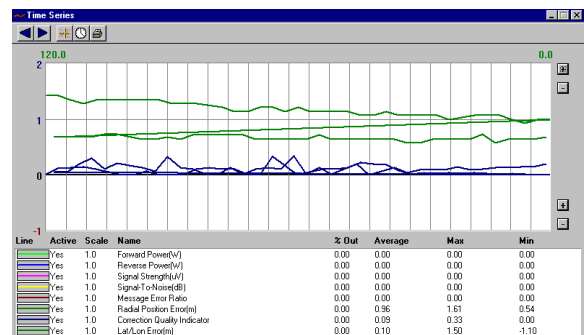 Time Series
120.0 0.0
2
1
0
-1
Line Active Scale Name % Out Average Max Min
Yes 1.0 Forward Power(W) 0.00 0.00 0.00 0.00
Yes 1.0 Reverse Power(W) 0.00 0.00 0.00 0.00
Yes 1.0 Signal Strength(uV) 0.00 0.00 0.00 0.00
Yes 1.0 Signal-To-Noise(dB) 0.00 0.00 0.00 0.00
Yes 1.0 Message Error Ratio 0.00 0.00 0.00 0.00
Yes 1.0 Radial Position Error(m) 0.00 0.96 1.61 0.54
Yes 1.0 Correction Quality Indicator 0.00 0.09 0.33 0.00
Yes 1.0 Lat/Lon Error(m) 0.00 0.10 1.50 -1.10